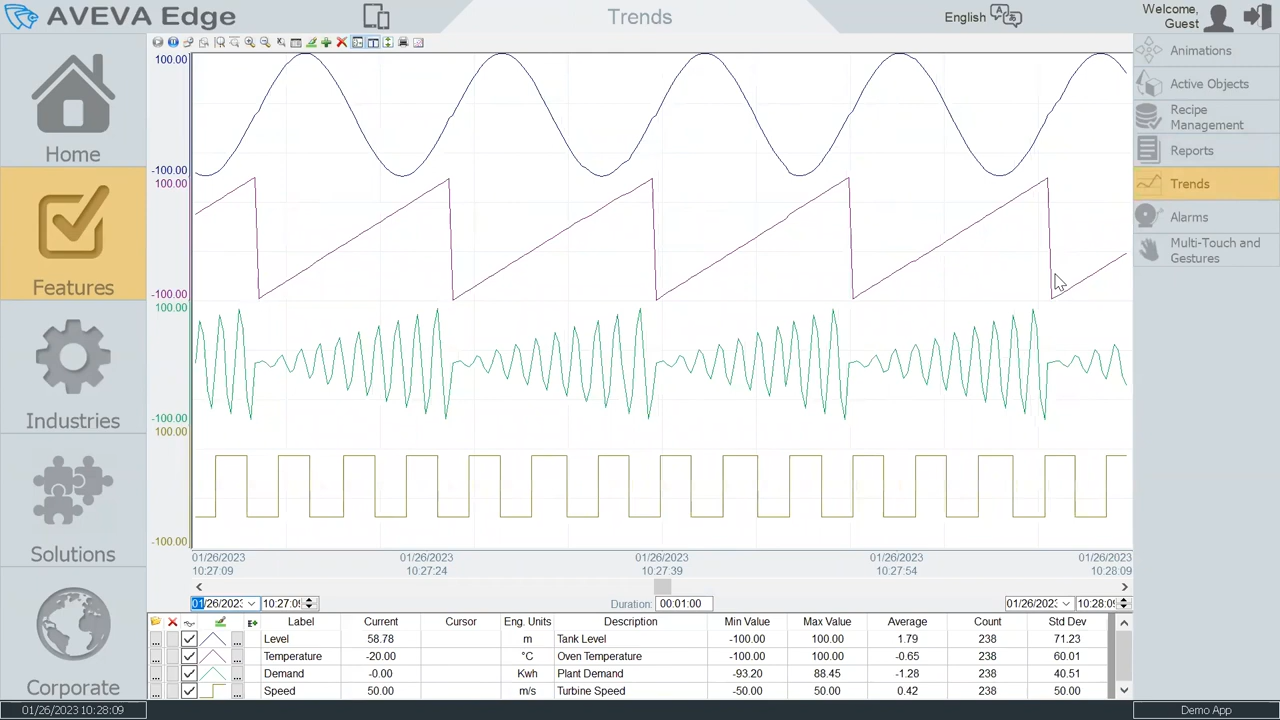 AVEVA Edge
Trends
English
Welcome,
Guest
Home
Features
Industries
Solutions
Corporate
01/26/2023 10:28:09
100.00
-100.00
100.00
-100.00
100.00
-100.00
100.00
-100.00
01/26/2023 01/26/2023 01/26/2023 01/26/2023 01/26/2023
10:27:09 10:27:24 10:27:39 10:27:54 10:28:09
Duration: 00:01:00
Label Current Cursor Eng. Units Description Min Value Max Value Average Count Std Dev
Level 58.78 m Tank Level -100.00 100.00 1.79 238 71.23
Temperature -20.00 °C Oven Temperature -100.00 100.00 -0.65 238 60.01
Demand -0.00 Kwh Plant Demand -93.20 88.45 -1.28 238 40.51
Speed 50.00 m/s Turbine Speed -50.00 50.00 0.42 238 50.00
Animations
Active Objects
Recipe
Management
Reports
Trends
Alarms
Multi-Touch and
Gestures
Demo App